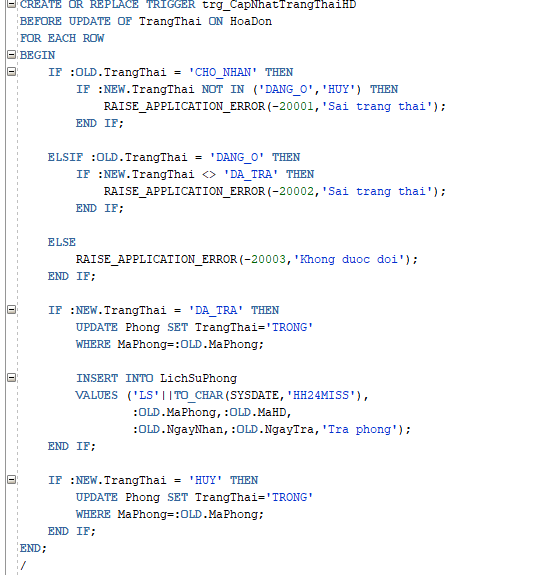 CREATE OR REPLACE TRIGGER trg_CapNhatTrangThaiHD
BEFORE UPDATE OF TrangThai ON HoaDon
FOR EACH ROW
BEGIN
    IF :OLD.TrangThai = 'CHO_NHAN' THEN
        IF :NEW.TrangThai NOT IN ('DANG_O','HUY') THEN
            RAISE_APPLICATION_ERROR(-20001,'Sai trang thai');
        END IF;

    ELSIF :OLD.TrangThai = 'DANG_O' THEN
        IF :NEW.TrangThai <> 'DA_TRA' THEN
            RAISE_APPLICATION_ERROR(-20002,'Sai trang thai');
        END IF;

    ELSE
        RAISE_APPLICATION_ERROR(-20003,'Khong duoc doi');
    END IF;

    IF :NEW.TrangThai = 'DA_TRA' THEN
        UPDATE Phong SET TrangThai='TRONG'
        WHERE MaPhong=:OLD.MaPhong;

        INSERT INTO LichSuPhong
        VALUES ('LS'||TO_CHAR(SYSDATE,'HH24MISS'),
                :OLD.MaPhong,:OLD.MaHD,
                :OLD.NgayNhan,:OLD.NgayTra,'Tra phong');
    END IF;

    IF :NEW.TrangThai = 'HUY' THEN
        UPDATE Phong SET TrangThai='TRONG'
        WHERE MaPhong=:OLD.MaPhong;
    END IF;
END;
/